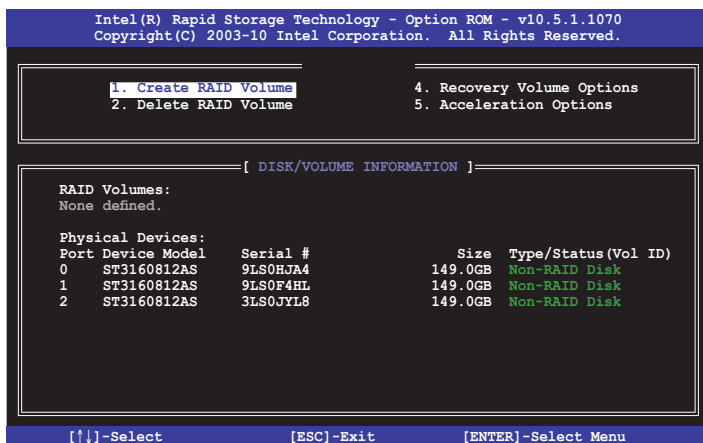 Intel(R) Rapid Storage Technology - Option ROM - v10.5.1.1070
Copyright(C) 2003-10 Intel Corporation. All Rights Reserved.
1. Create RAID Volume 4. Recovery Volume Options
2. Delete RAID Volume 5. Acceleration Options
[ DISK/VOLUME INFORMATION ]
RAID Volumes:
None defined.
Physical Devices:
Port Device Model Serial # Size Type/Status(Vol ID)
0 ST3160812AS 9LS0HJA4 149.0GB Non-RAID Disk
1 ST3160812AS 9LS0F4HL 149.0GB Non-RAID Disk
2 ST3160812AS 3LS0JYL8 149.0GB Non-RAID Disk
[↑↓]-Select [ESC]-Exit [ENTER]-Select Menu